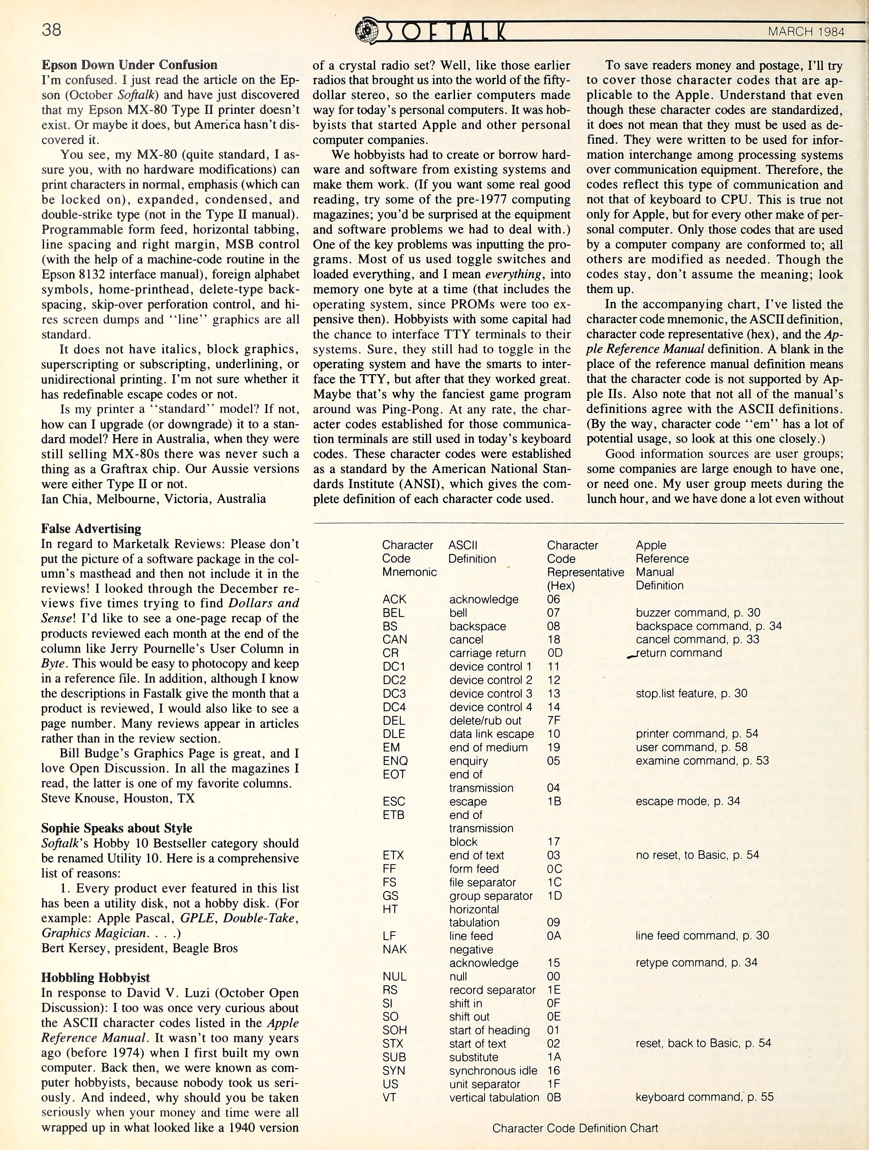 38
SOFTALK
MARCH 1984
Epson Down Under Confusion
I'm confused. I just read the article on the Ep-
son (October Softalk) and have just discovered
that my Epson MX-80 Type II printer doesn't
exist. Or maybe it does, but America hasn't dis-
covered it.
You see, my MX-80 (quite standard, I as-
sure you, with no hardware modifications) can
print characters in normal, emphasis (which can
be locked on), expanded, condensed, and
double-strike type (not in the Type II manual).
Programmable form feed, horizontal tabbing,
line spacing and right margin, MSB control
(with the help of a machine-code routine in the
Epson 8132 interface manual), foreign alphabet
symbols, home-printhead, delete-type back-
spacing, skip-over perforation control, and hi-
res screen dumps and "line" graphics are all
standard.
It does not have italics, block graphics,
superscripting or subscripting, underlining, or
unidirectional printing. I'm not sure whether it
has redefinable escape codes or not.
Is my printer a "standard" model? If not,
how can I upgrade (or downgrade) it to a stan-
dard model? Here in Australia, when they were
still selling MX-80s there was never such a
thing as a Graftrax chip. Our Aussie versions
were either Type II or not.
Ian Chia, Melbourne, Victoria, Australia
False Advertising
In regard to Marketalk Reviews: Please don't
put the picture of a software package in the col-
umn's masthead and then not include it in the
reviews! I looked through the December re-
views five times trying to find Dollars and
Sense! I'd like to see a one-page recap of the
products reviewed each month at the end of the
column like Jerry Pournelle's User Column in
Byte. This would be easy to photocopy and keep
in a reference file. In addition, although I know
the descriptions in Fastalk give the month that a
product is reviewed, I would also like to see a
page number. Many reviews appear in articles
rather than in the review section.
Bill Budge's Graphics Page is great, and I
love Open Discussion. In all the magazines I
read, the latter is one of my favorite columns.
Steve Knouse, Houston, TX
Sophie Speaks about Style
Softalk's Hobby 10 Bestseller category should
be renamed Utility 10. Here is a comprehensive
list of reasons:
1. Every product ever featured in this list
has been a utility disk, not a hobby disk. (For
example: Apple Pascal, GPLE, Double-Take,
Graphics Magician. . . .)
Bert Kersey, president, Beagle Bros
Hobbling Hobbyist
In response to David V. Luzi (October Open
Discussion): I too was once very curious about
the ASCII character codes listed in the Apple
Reference Manual. It wasn't too many years
ago (before 1974) when I first built my own
computer. Back then, we were known as com-
puter hobbyists, because nobody took us seri-
ously. And indeed, why should you be taken
seriously when your money and time were all
wrapped up in what looked like a 1940 version
of a crystal radio set? Well, like those earlier
radios that brought us into the world of the fifty-
dollar stereo, so the earlier computers made
way for today's personal computers. It was hob-
byists that started Apple and other personal
computer companies.
We hobbyists had to create or borrow hard-
ware and software from existing systems and
make them work. (If you want some real good
reading, try some of the pre-1977 computing
magazines; you'd be surprised at the equipment
and software problems we had to deal with.)
One of the key problems was inputting the pro-
grams. Most of us used toggle switches and
loaded everything, and I mean everything, into
memory one byte at a time (that includes the
operating system, since PROMs were too ex-
pensive then). Hobbyists with some capital had
the chance to interface TTY terminals to their
systems. Sure, they still had to toggle in the
operating system and have the smarts to inter-
face the TTY, but after that they worked great.
Maybe that's why the fanciest game program
around was Ping-Pong. At any rate, the char-
acter codes established for those communica-
tion terminals are still used in today's keyboard
codes. These character codes were established
as a standard by the American National Stan-
dards Institute (ANSI), which gives the com-
plete definition of each character code used.
To save readers money and postage, I'll try
to cover those character codes that are ap-
plicable to the Apple. Understand that even
though these character codes are standardized,
it does not mean that they must be used as de-
fined. They were written to be used for infor-
mation interchange among processing systems
over communication equipment. Therefore, the
codes reflect this type of communication and
not that of keyboard to CPU. This is true not
only for Apple, but for every other make of per-
sonal computer. Only those codes that are used
by a computer company are conformed to; all
others are modified as needed. Though the
codes stay, don't assume the meaning; look
them up.
In the accompanying chart, I've listed the
character code mnemonic, the ASCII definition,
character code representative (hex), and the Ap-
ple Reference Manual definition. A blank in the
place of the reference manual definition means
that the character code is not supported by Ap-
ple IIs. Also note that not all of the manual's
definitions agree with the ASCII definitions.
(By the way, character code "em" has a lot of
potential usage, so look at this one closely.)
Good information sources are user groups;
some companies are large enough to have one,
or need one. My user group meets during the
lunch hour, and we have done a lot even without
Character ASCII Character Apple
Code Definition Code Reference
Mnemonic Representative Manual
(Hex) Definition
ACK acknowledge 06
BEL bell 07 buzzer command, p. 30
BS backspace 08 backspace command, p. 34
CAN cancel 18 cancel command, p. 33
CR carriage return 0D return command
DC1 device control 1 11
DC2 device control 2 12
DC3 device control 3 13 stop.list feature, p. 30
DC4 device control 4 14
DEL delete/rub out 7F
DLE data link escape 10 printer command, p. 54
EM end of medium 19 user command, p. 58
ENQ enquiry 05 examine command, p. 53
EOT end of
transmission 04
ESC escape 1B escape mode, p. 34
ETB end of
transmission
block 17
ETX end of text 03 no reset, to Basic, p. 54
FF form feed 0C
FS file separator 1C
GS group separator 1D
HT horizontal
tabulation 09
LF line feed 0A line feed command, p. 30
NAK negative
acknowledge 15 retype command, p. 34
NUL null 00
RS record separator 1E
SI shift in 0F
SO shift out 0E
SOH start of heading 01
STX start of text 02 reset, back to Basic, p. 54
SUB substitute 1A
SYN synchronous idle 16
US unit separator 1F
VT vertical tabulation 0B keyboard command, p. 55
Character Code Definition Chart